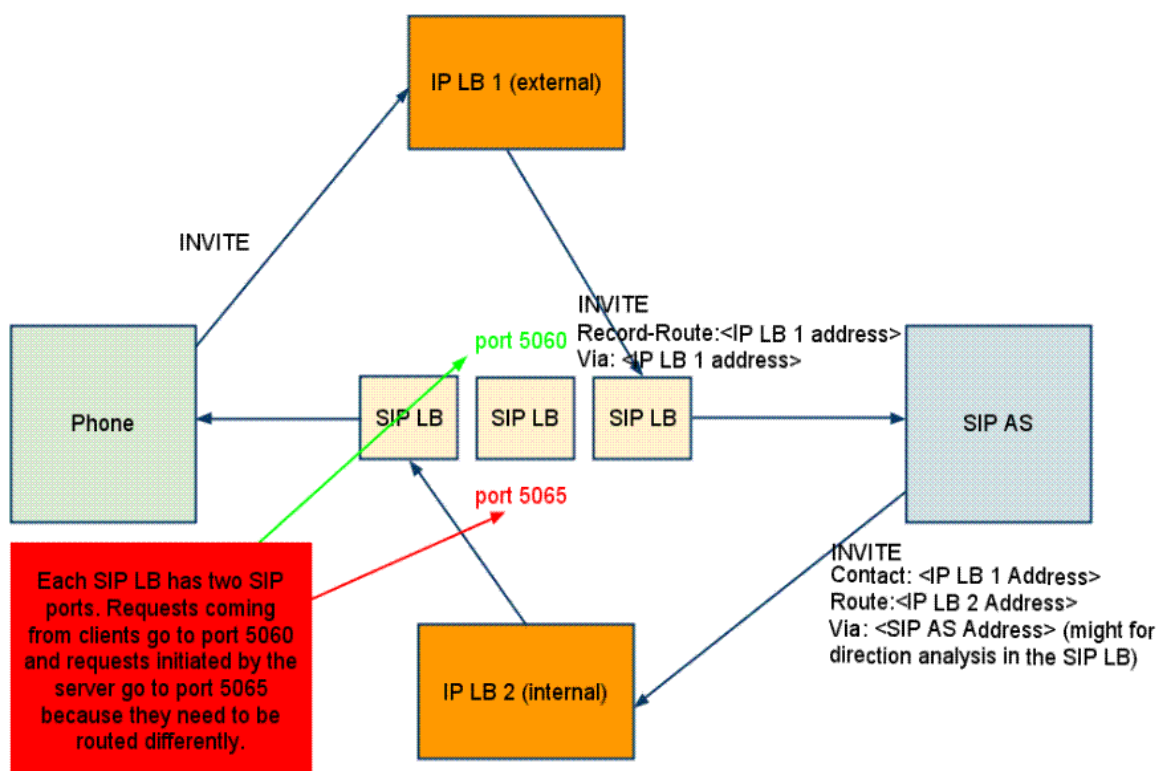 IP LB 1 (external)
INVITE
INVITE
Record-Route:<IP LB 1 address>
Via: <IP LB 1 address>
port 5060
Phone
SIP LB
SIP LB
SIP LB
SIP AS
port 5065
Each SIP LB has two SIP
ports. Requests coming
from clients go to port 5060
and requests initiated by the
server go to port 5065
because they need to be
routed differently.
IP LB 2 (internal)
INVITE
Contact: <IP LB 1 Address>
Route:<IP LB 2 Address>
Via: <SIP AS Address> (might for
direction analysis in the SIP LB)